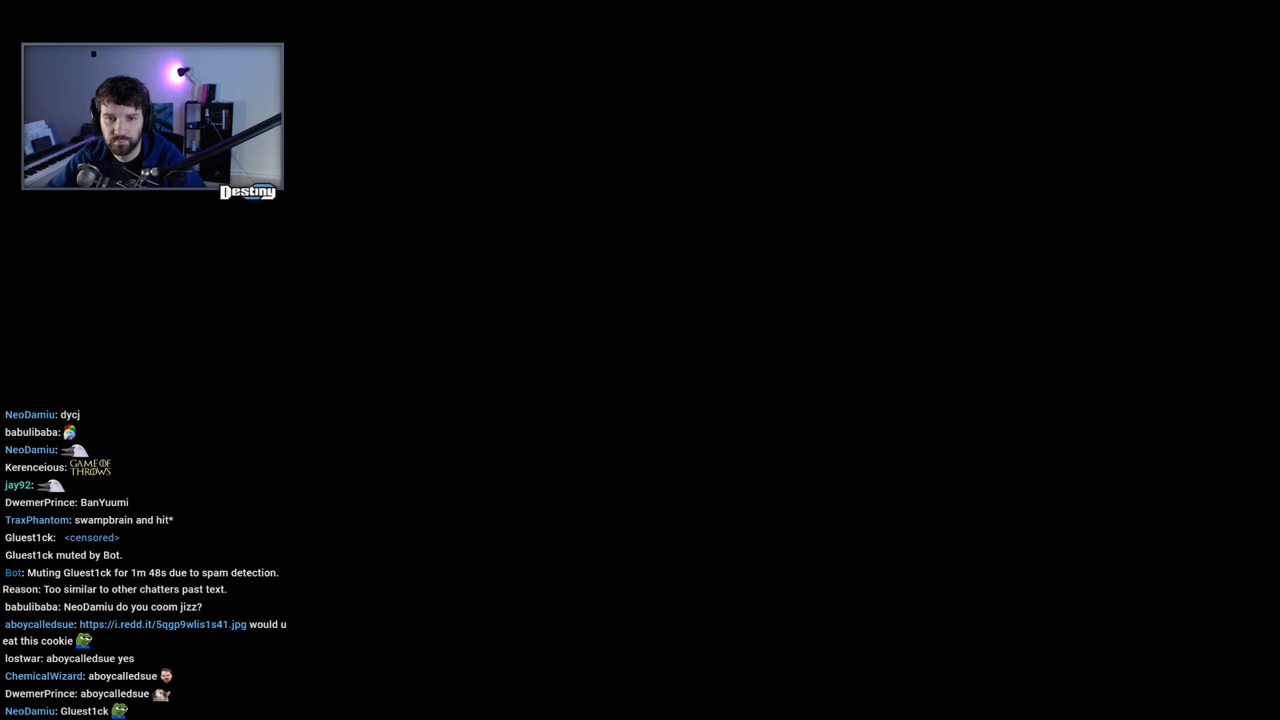 Destiny
NeoDamiu: dycj
babulibaba:
NeoDamiu:
Kerenceious: GAME OF
THROWS
jay92:
DwemerPrince: BanYuumi
TraxPhantom: swampbrain and hit*
Gluest1ck: <censored>
Gluest1ck muted by Bot.
Bot: Muting Gluest1ck for 1m 48s due to spam detection.
Reason: Too similar to other chatters past text.
babulibaba: NeoDamiu do you coom jizz?
aboycalledsue: https://i.redd.it/5qgp9wlis1s41.jpg would u
eat this cookie
lostwar: aboycalledsue yes
ChemicalWizard: aboycalledsue
DwemerPrince: aboycalledsue
NeoDamiu: Gluest1ck